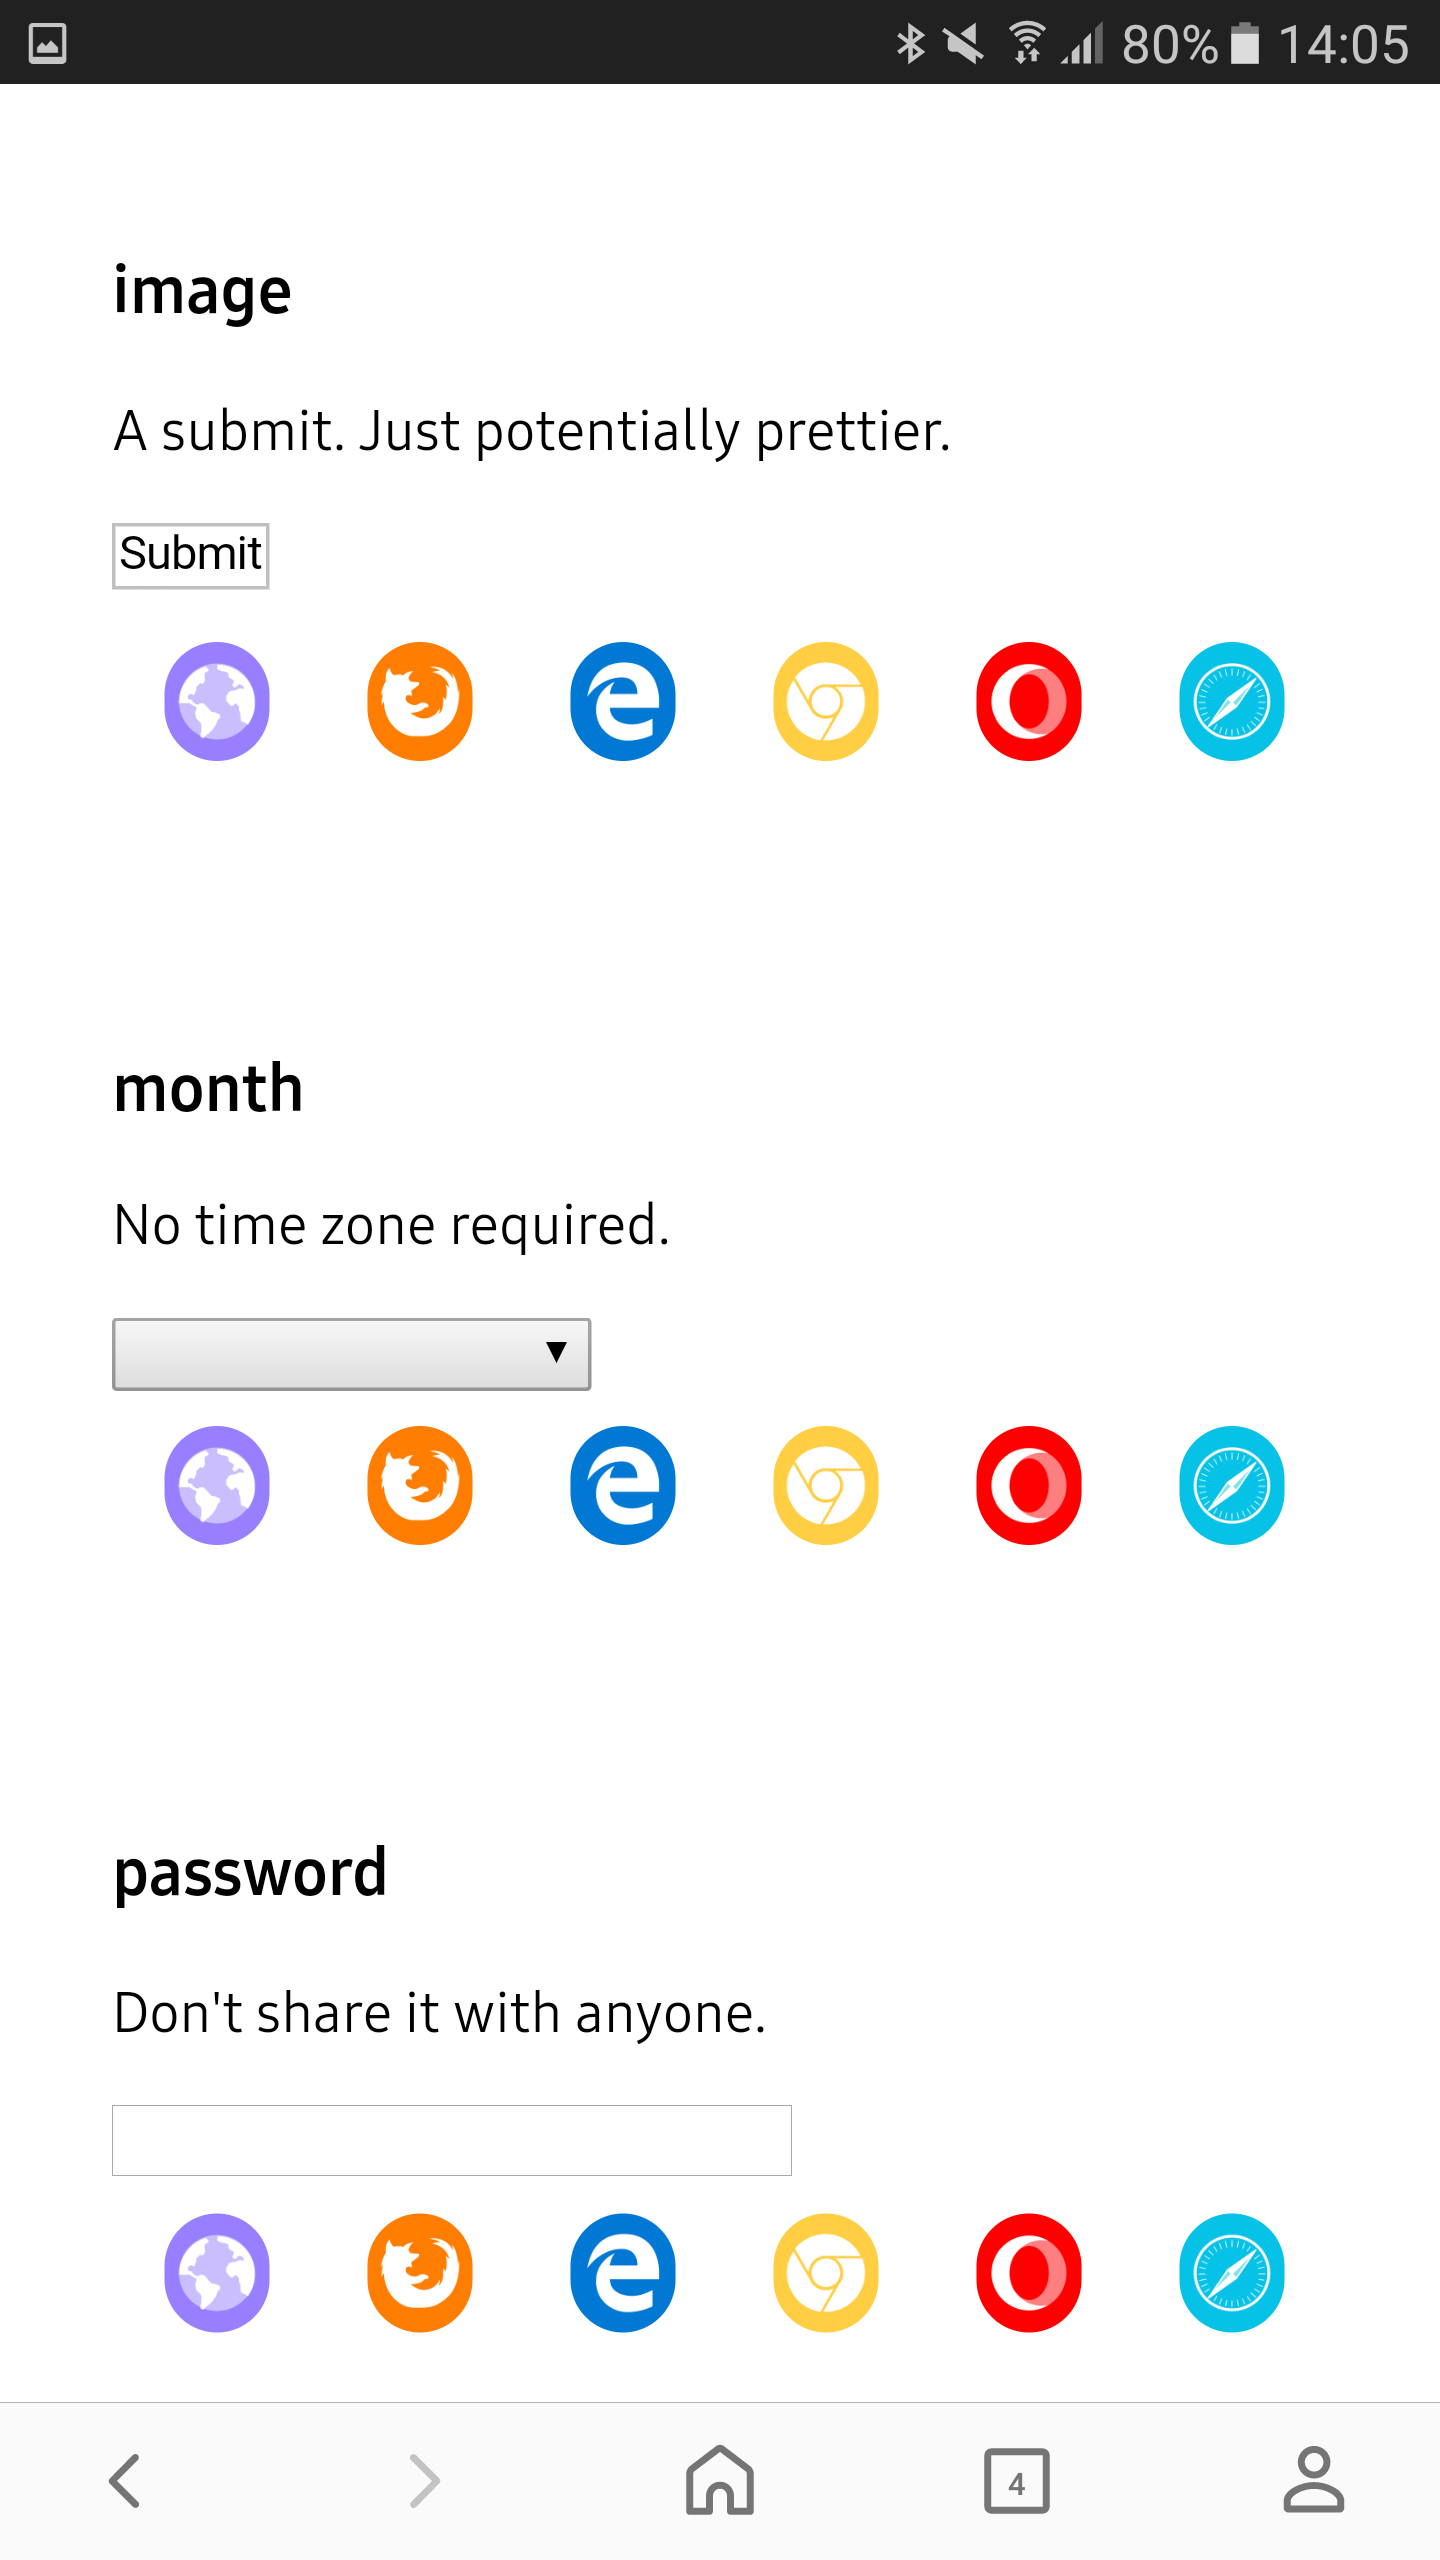 80% 14:05
image
A submit. Just potentially prettier.
Submit
month
No time zone required.
password
Don't share it with anyone.
4